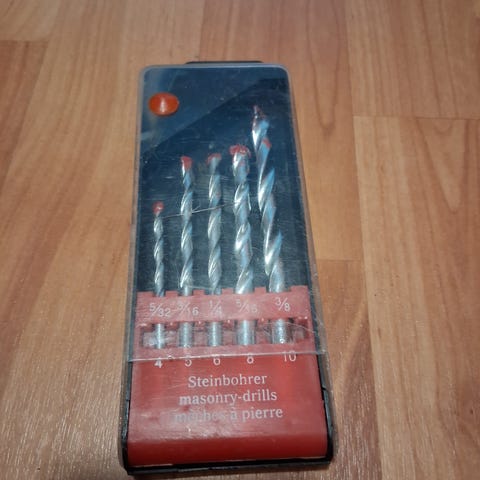 5/32 3/16 1/4 5/16 3/8
4 5 6 8 10
Steinbohrer
masonry-drills
mèches à pierre